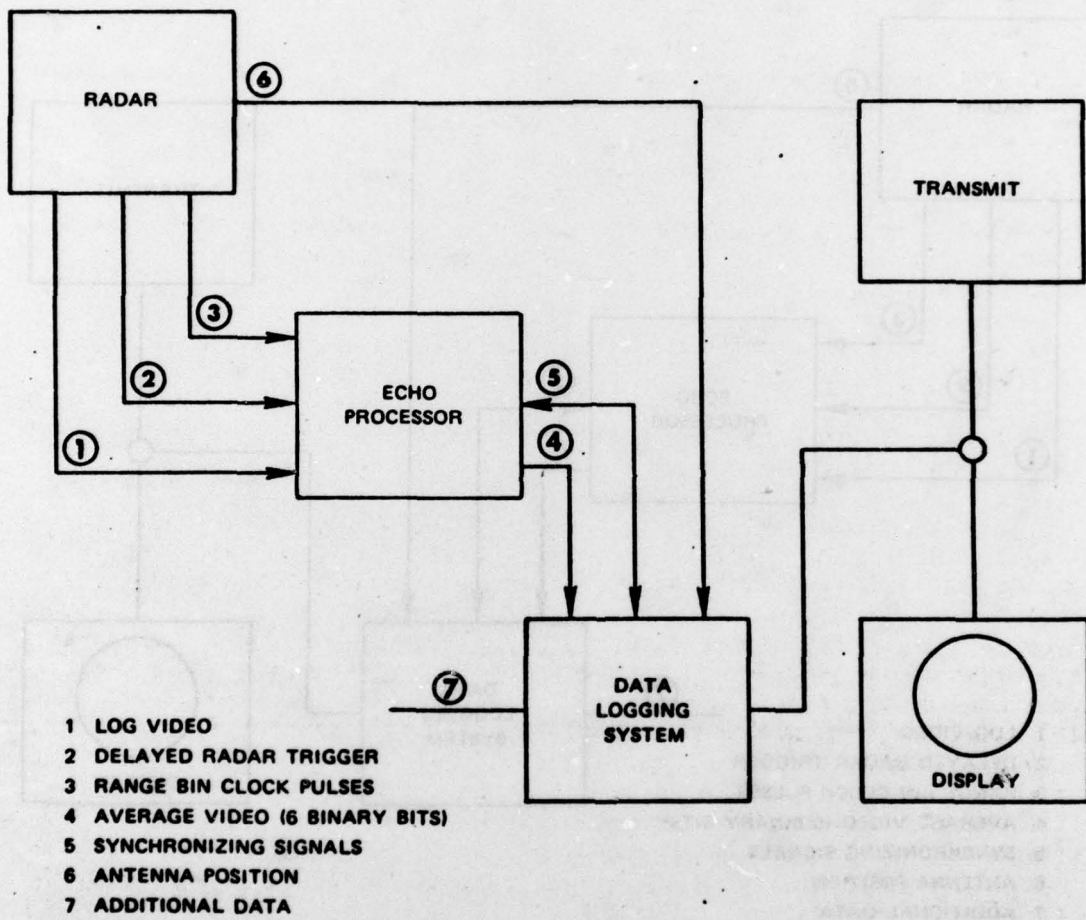 RADAR
6
TRANSMIT
3
ECHO
PROCESSOR
5
2
4
1
7
DATA
LOGGING
SYSTEM
DISPLAY
1 LOG VIDEO
2 DELAYED RADAR TRIGGER
3 RANGE BIN CLOCK PULSES
4 AVERAGE VIDEO (6 BINARY BITS)
5 SYNCHRONIZING SIGNALS
6 ANTENNA POSITION
7 ADDITIONAL DATA